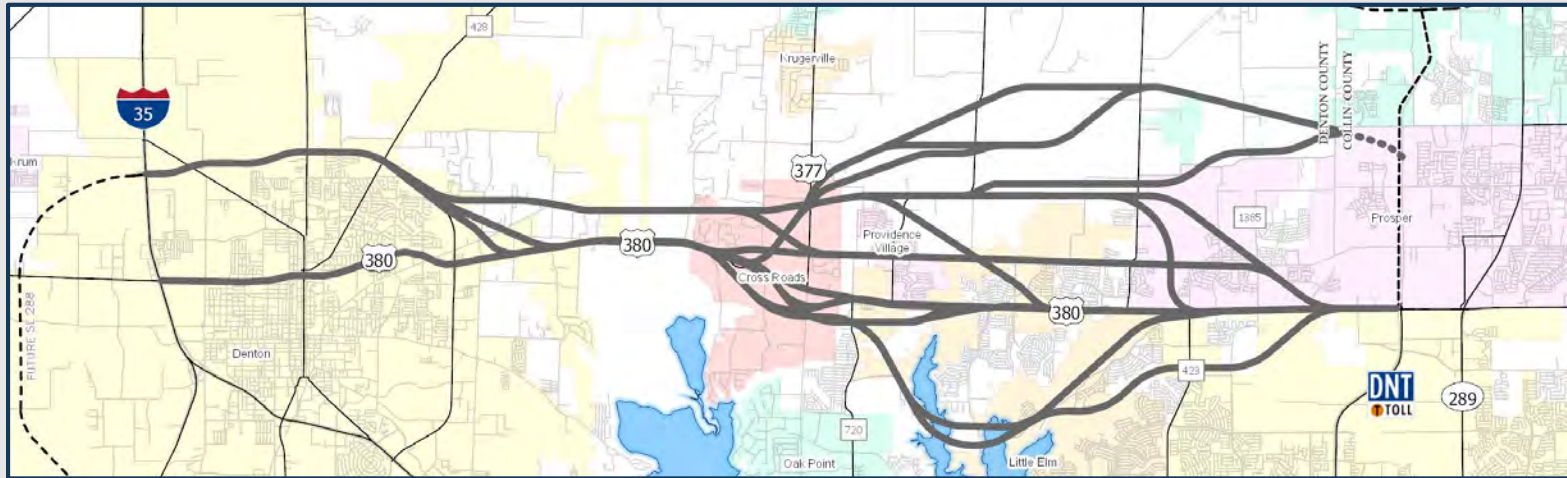 428
Krugerville
35
DENTON COUNTY
COLLIN COUNTY
Krum
377
1385
Prosper
Providence
Village
380
380
Cross Roads
380
FUTURE SL 288
Denton
423
DNT
TOLL
289
720
Oak Point
Little Elm